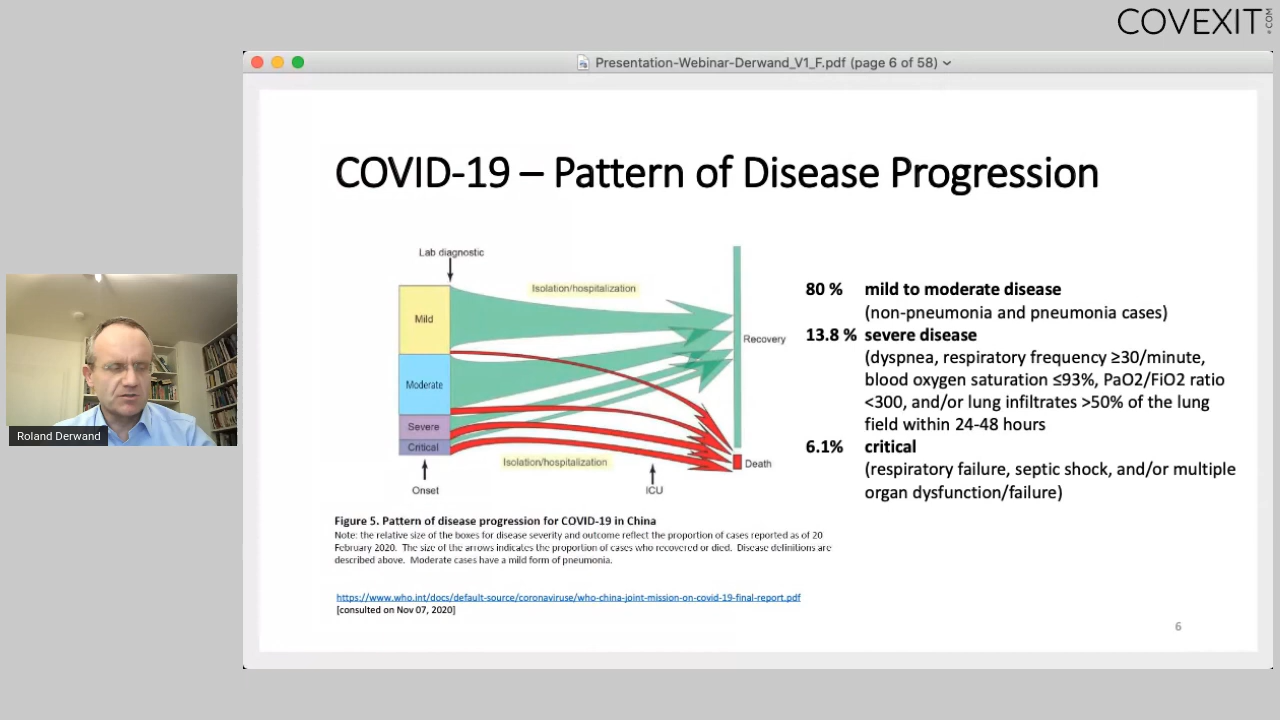 COVEXIT.COM
Presentation-Webinar-Derwand_V1_F.pdf (page 6 of 58)
COVID-19 – Pattern of Disease Progression
Lab diagnostic
Isolation/hospitalization
Mild
Moderate
Severe
Critical
Recovery
Death
Isolation/hospitalization
Onset
ICU
80 % mild to moderate disease
(non-pneumonia and pneumonia cases)
13.8 % severe disease
(dyspnea, respiratory frequency ≥30/minute,
blood oxygen saturation ≤93%, PaO2/FiO2 ratio
<300, and/or lung infiltrates >50% of the lung
field within 24-48 hours
6.1% critical
(respiratory failure, septic shock, and/or multiple
organ dysfunction/failure)
Figure 5. Pattern of disease progression for COVID-19 in China
Note: the relative size of the boxes for disease severity and outcome reflect the proportion of cases reported as of 20
February 2020. The size of the arrows indicates the proportion of cases who recovered or died. Disease definitions are
described above. Moderate cases have a mild form of pneumonia.
https://www.who.int/docs/default-source/coronaviruse/who-china-joint-mission-on-covid-19-final-report.pdf
[consulted on Nov 07, 2020]
6
Roland Derwand